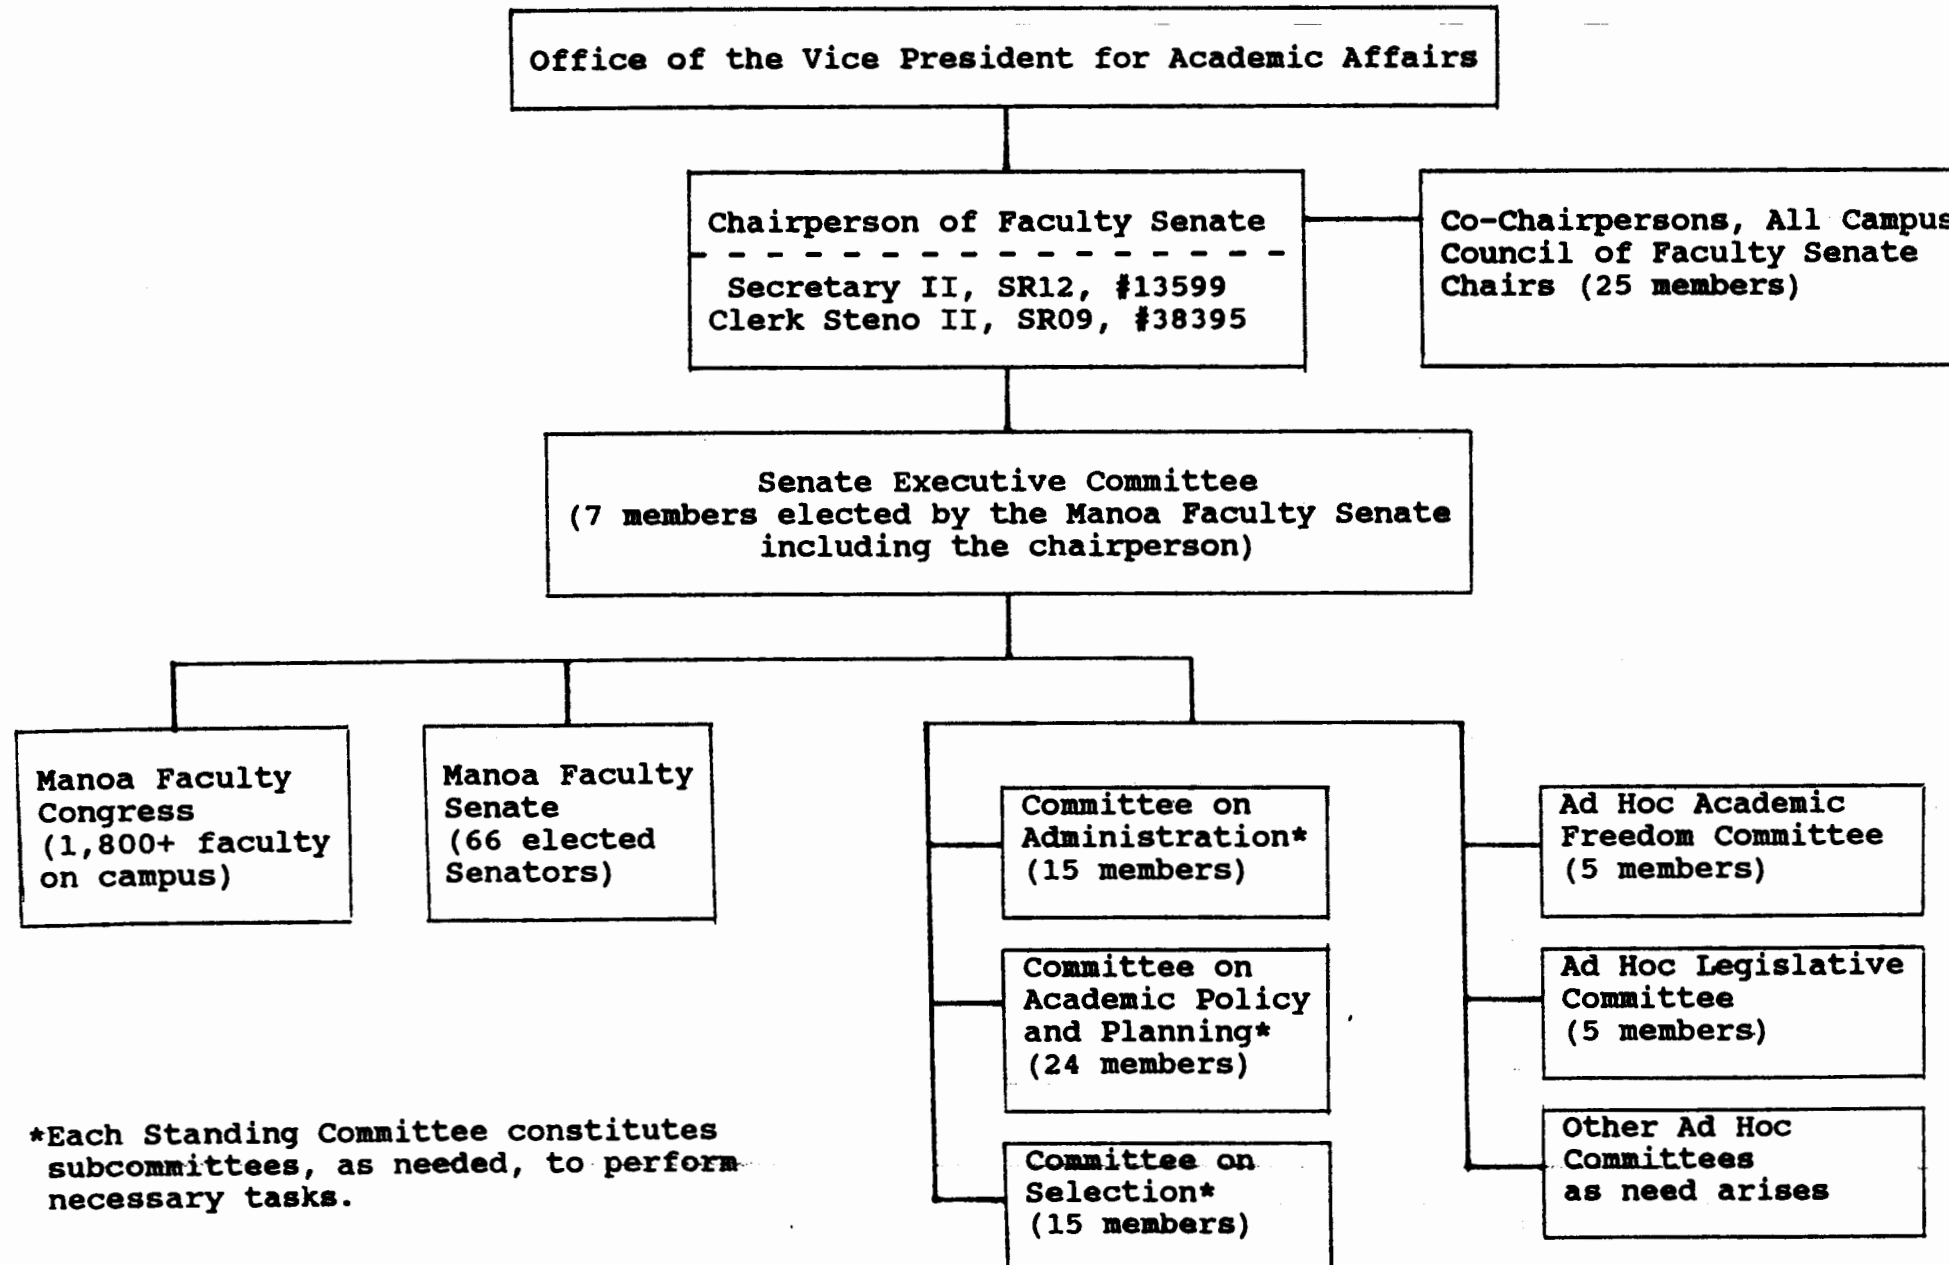 Office of the Vice President for Academic Affairs
Chairperson of Faculty Senate
Secretary II, SR12, #13599
Clerk Steno II, SR09, #38395
Co-Chairpersons, All Campus
Council of Faculty Senate
Chairs (25 members)
Senate Executive Committee
(7 members elected by the Manoa Faculty Senate
including the chairperson)
Manoa Faculty
Congress
(1,800+ faculty
on campus)
Manoa Faculty
Senate
(66 elected
Senators)
Committee on
Administration*
(15 members)
Committee on
Academic Policy
and Planning*
(24 members)
Committee on
Selection*
(15 members)
Ad Hoc Academic
Freedom Committee
(5 members)
Ad Hoc Legislative
Committee
(5 members)
Other Ad Hoc
Committees
as need arises
*Each Standing Committee constitutes
subcommittees, as needed, to perform
necessary tasks.